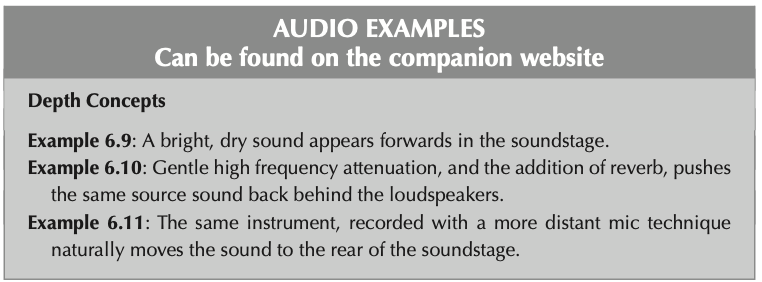 AUDIO EXAMPLES
Can be found on the companion website
Depth Concepts
Example 6.9: A bright, dry sound appears forwards in the soundstage.
Example 6.10: Gentle high frequency attenuation, and the addition of reverb, pushes
the same source sound back behind the loudspeakers.
Example 6.11: The same instrument, recorded with a more distant mic technique
naturally moves the sound to the rear of the soundstage.